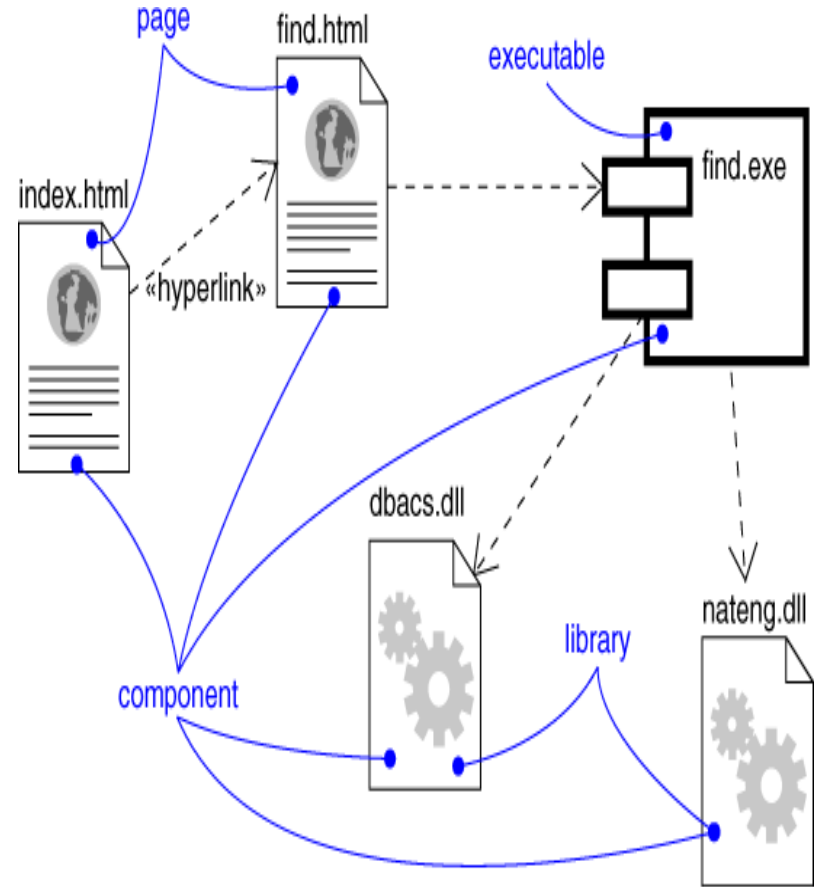 page
find.html
executable
find.exe
index.html
«hyperlink»
dbacs.dll
nateng.dll
library
component